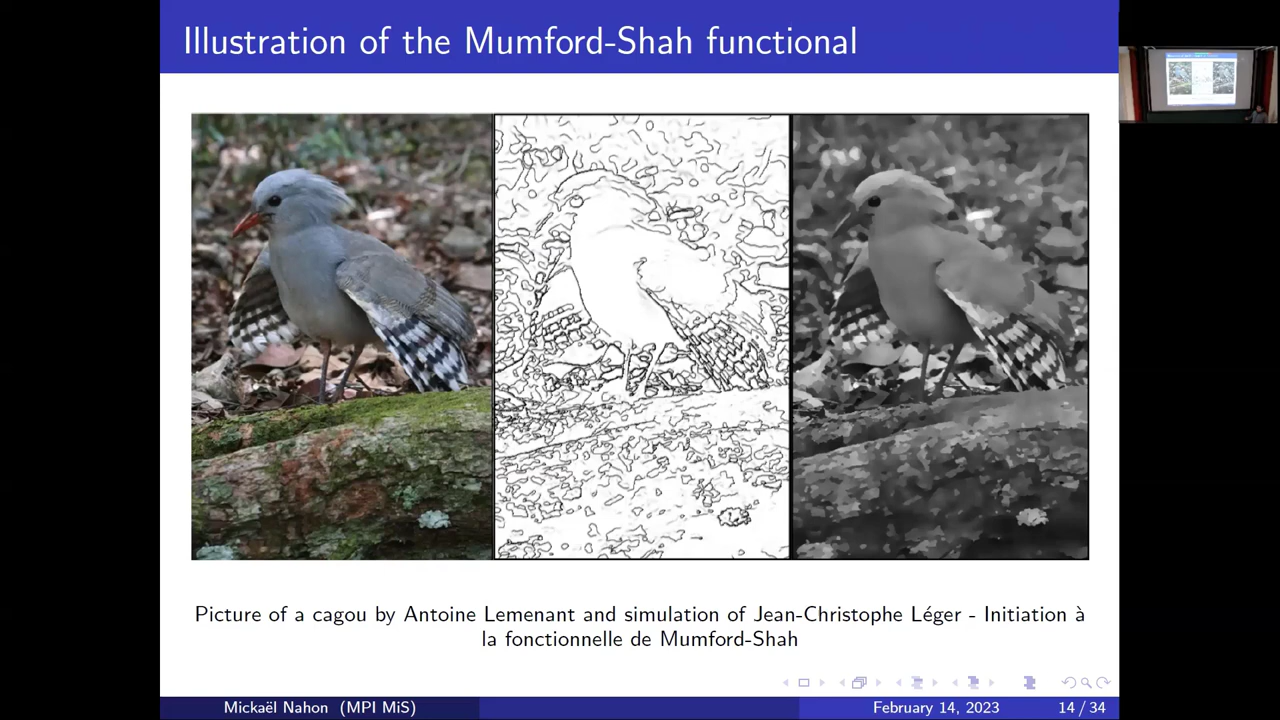 Illustration of the Mumford-Shah functional
Picture of a cagou by Antoine Lemenant and simulation of Jean-Christophe Léger - Initiation à
la fonctionnelle de Mumford-Shah
Mickaël Nahon (MPI MiS)
February 14, 2023
14 / 34